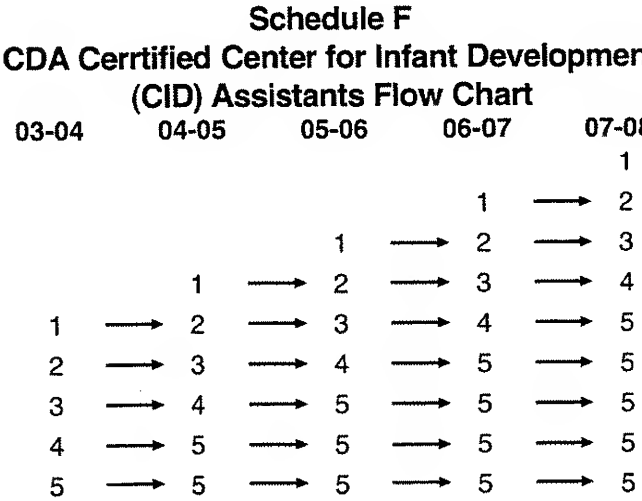 Schedule F
CDA Cerrtified Center for Infant Developmen
(CID) Assistants Flow Chart
03-04 04-05 05-06 06-07 07-08
1
1 → 2
1 → 2 → 3
1 → 2 → 3 → 4
1 → 2 → 3 → 4 → 5
2 → 3 → 4 → 5 → 5
3 → 4 → 5 → 5 → 5
4 → 5 → 5 → 5 → 5
5 → 5 → 5 → 5 → 5